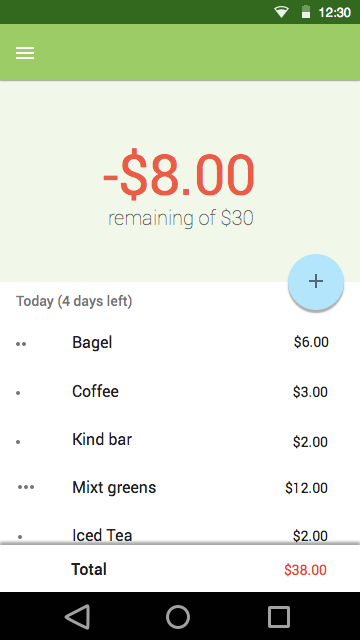 12:30
-$8.00
remaining of $30
Today (4 days left)
Bagel $6.00
Coffee $3.00
Kind bar $2.00
Mixt greens $12.00
Iced Tea $2.00
Total $38.00